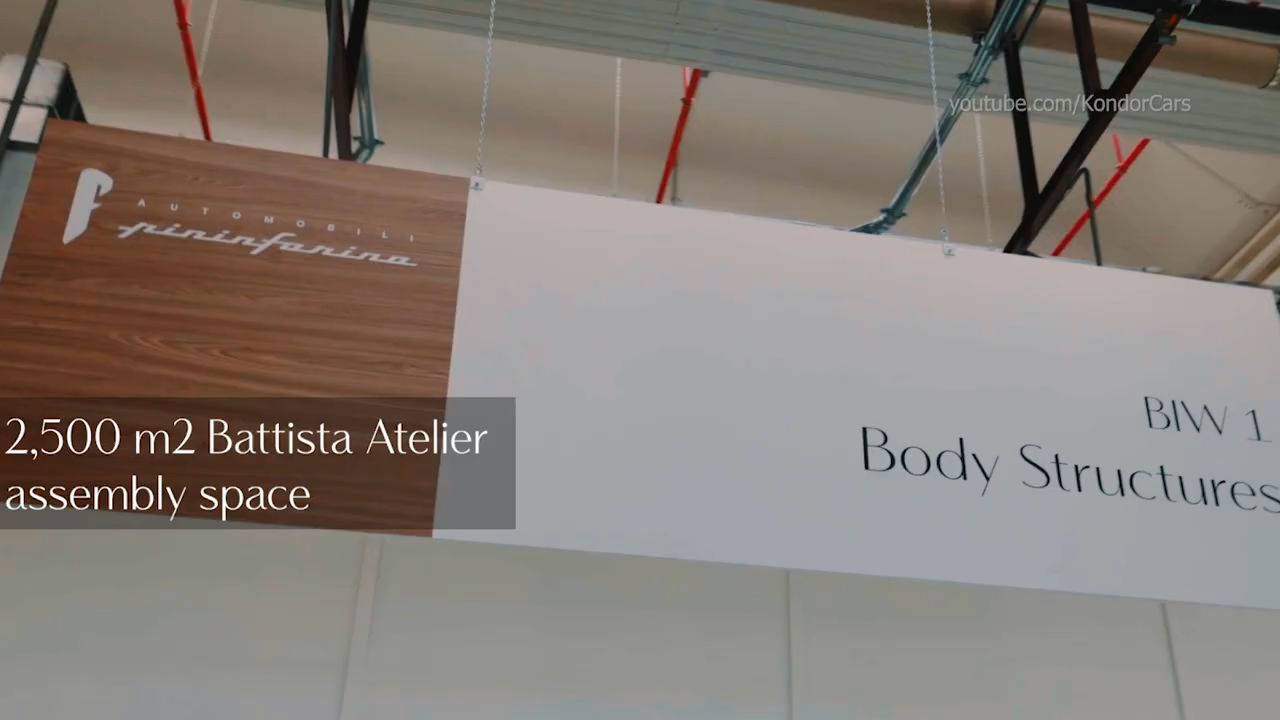 youtube.com/KondorCars
AUTOMOBILI
pininfarina
BIW 1
Body Structures
2,500 m2 Battista Atelier
assembly space